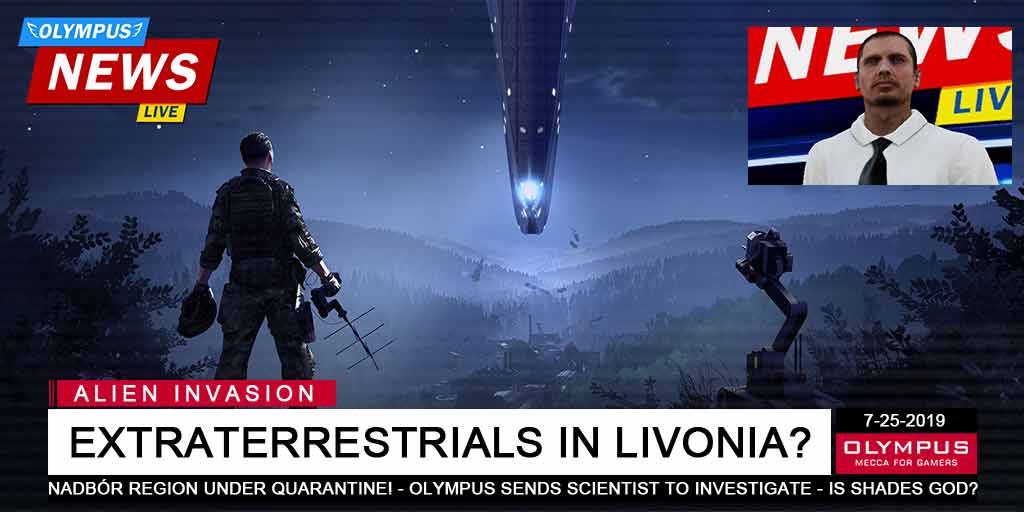 OLYMPUS
NEWS
LIVE
NEWS
LIV
ALIEN INVASION
EXTRATERRESTRIALS IN LIVONIA?
7-25-2019
OLYMPUS
MECCA FOR GAMERS
NADBÓR REGION UNDER QUARANTINE! - OLYMPUS SENDS SCIENTIST TO INVESTIGATE - IS SHADES GOD?